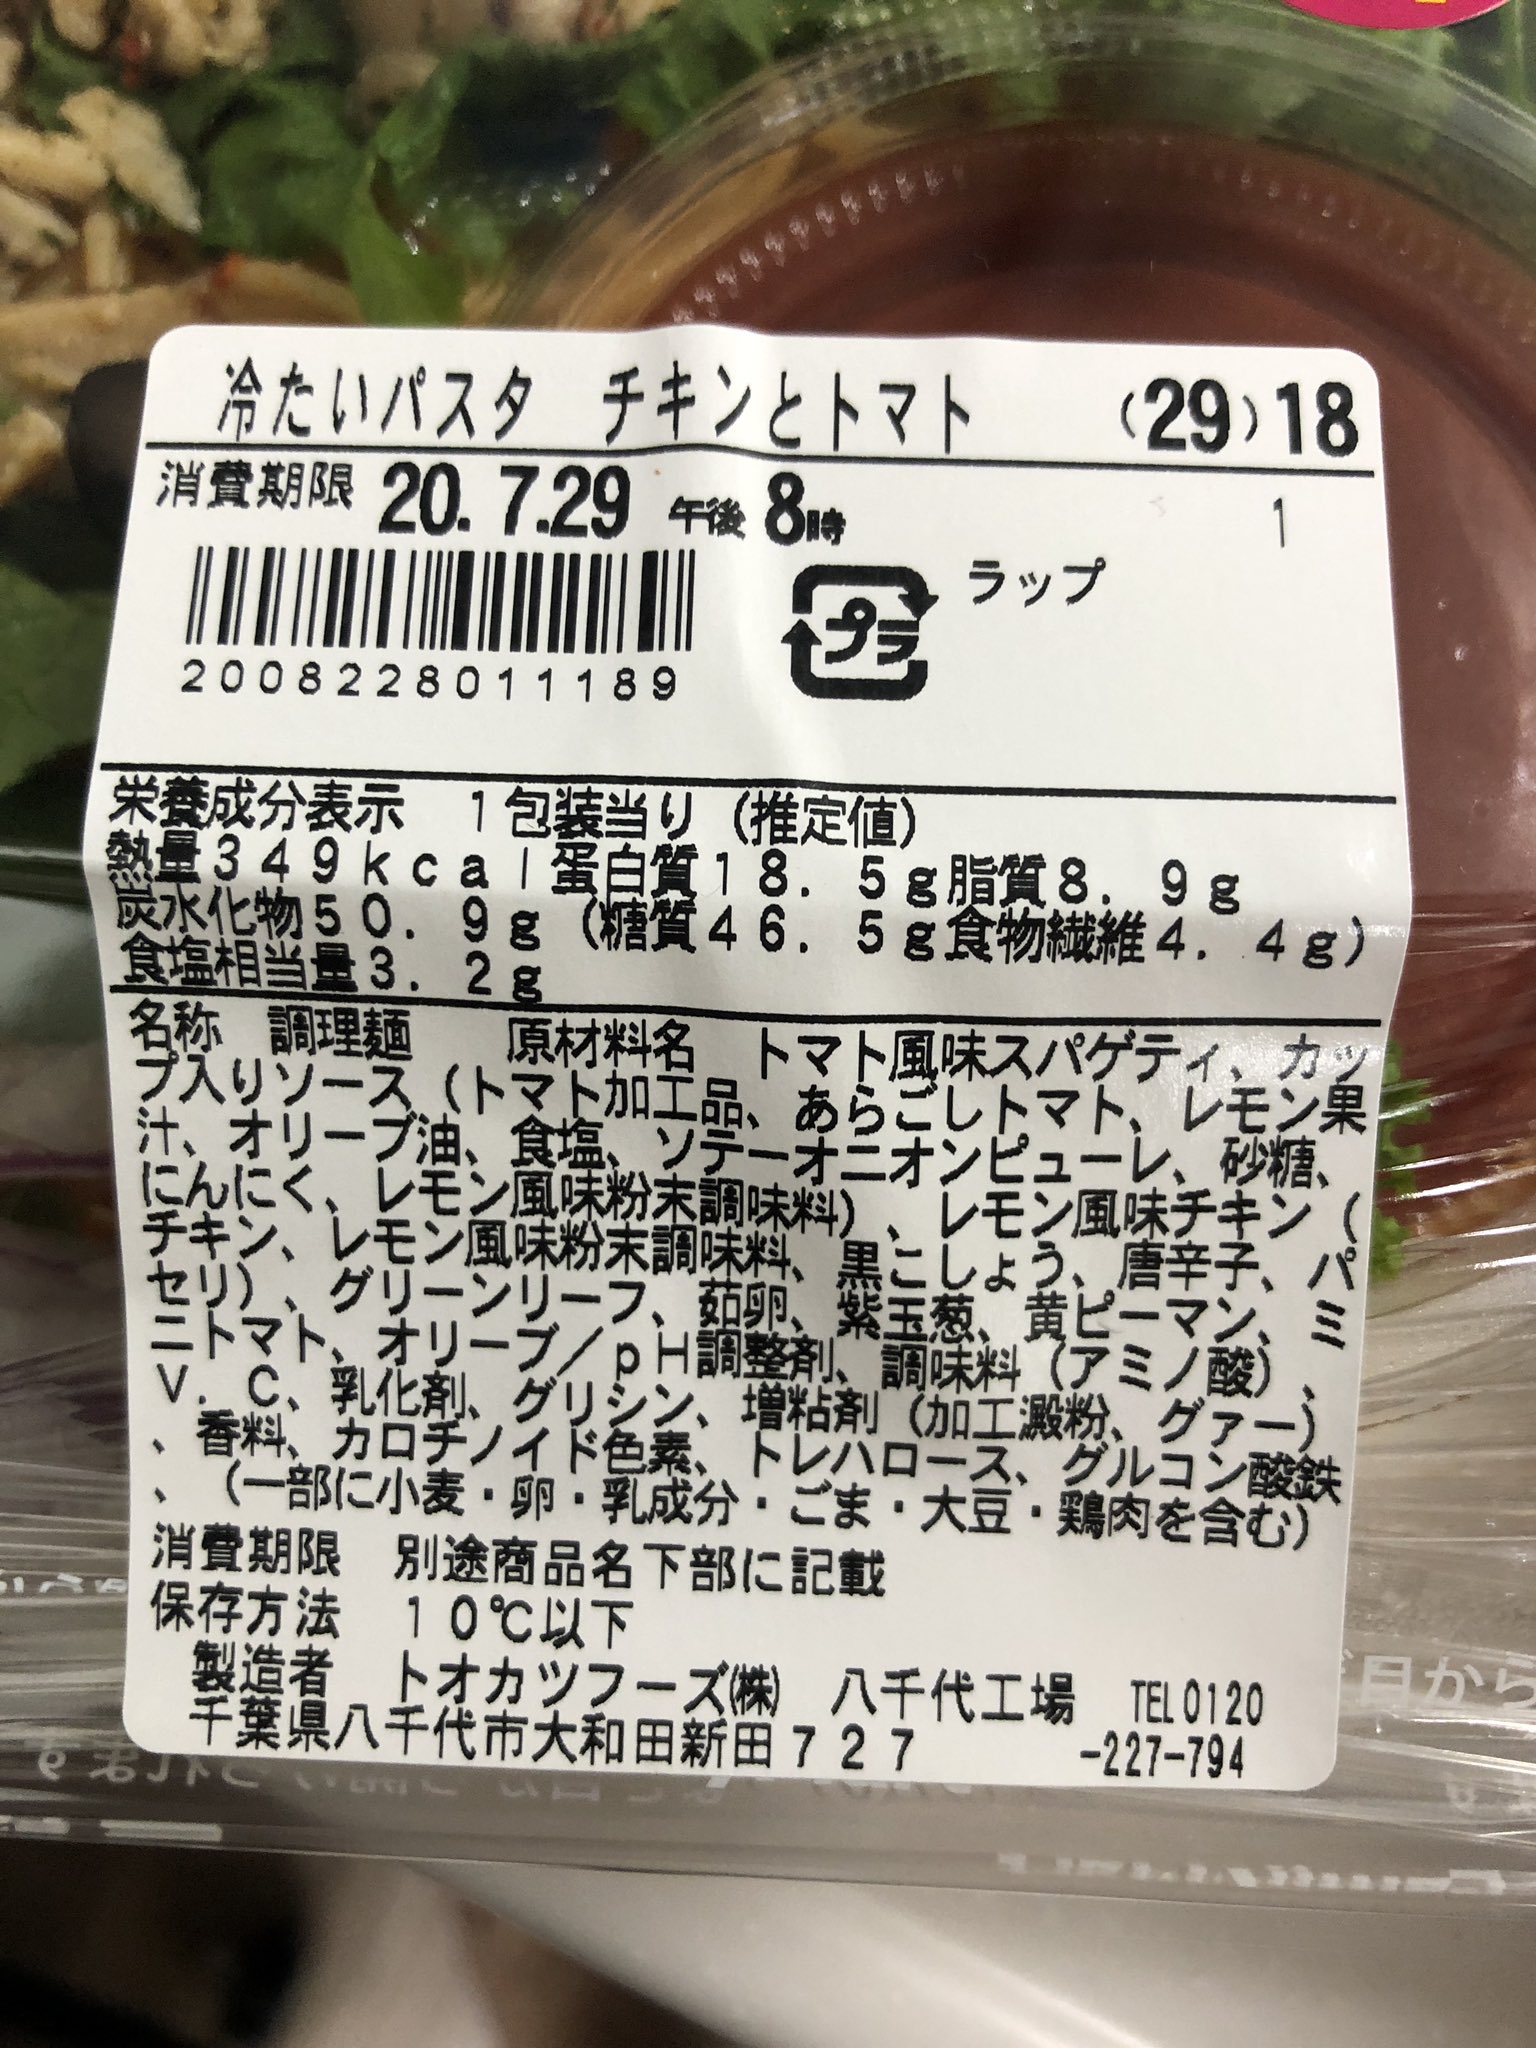 冷たいパスタ　チキンとトマト　（29）18
消費期限 20. 7.29 午後 8時　1
ラップ
プラ
2008228011189
栄養成分表示　１包装当り（推定値）
熱量３４９ｋｃａｌ蛋白質１８．５ｇ脂質８．９ｇ
炭水化物５０．９ｇ（糖質４６．５ｇ食物繊維４．４ｇ）
食塩相当量３．２ｇ
名称　調理麺　　原材料名　トマト風味スパゲティ、カッ
プ入りソース（トマト加工品、あらごしトマト、レモン果
汁、オリーブ油、食塩、ソテーオニオンピューレ、砂糖、
にんにく、レモン風味粉末調味料）、レモン風味チキン（
チキン、レモン風味粉末調味料、黒こしょう、唐辛子、パ
セリ）、グリーンリーフ、茹卵、紫玉葱、黄ピーマン、ミ
ニトマト、オリーブ／ｐＨ調整剤、調味料（アミノ酸）、
Ｖ．Ｃ、乳化剤、グリシン、増粘剤（加工澱粉、グァー）
、香料、カロチノイド色素、トレハロース、グルコン酸鉄
、（一部に小麦・卵・乳成分・ごま・大豆・鶏肉を含む）
消費期限　別途商品名下部に記載
保存方法　１０℃以下
製造者　トオカツフーズ㈱　八千代工場　TEL0120
千葉県八千代市大和田新田７２７　-227-794
日から